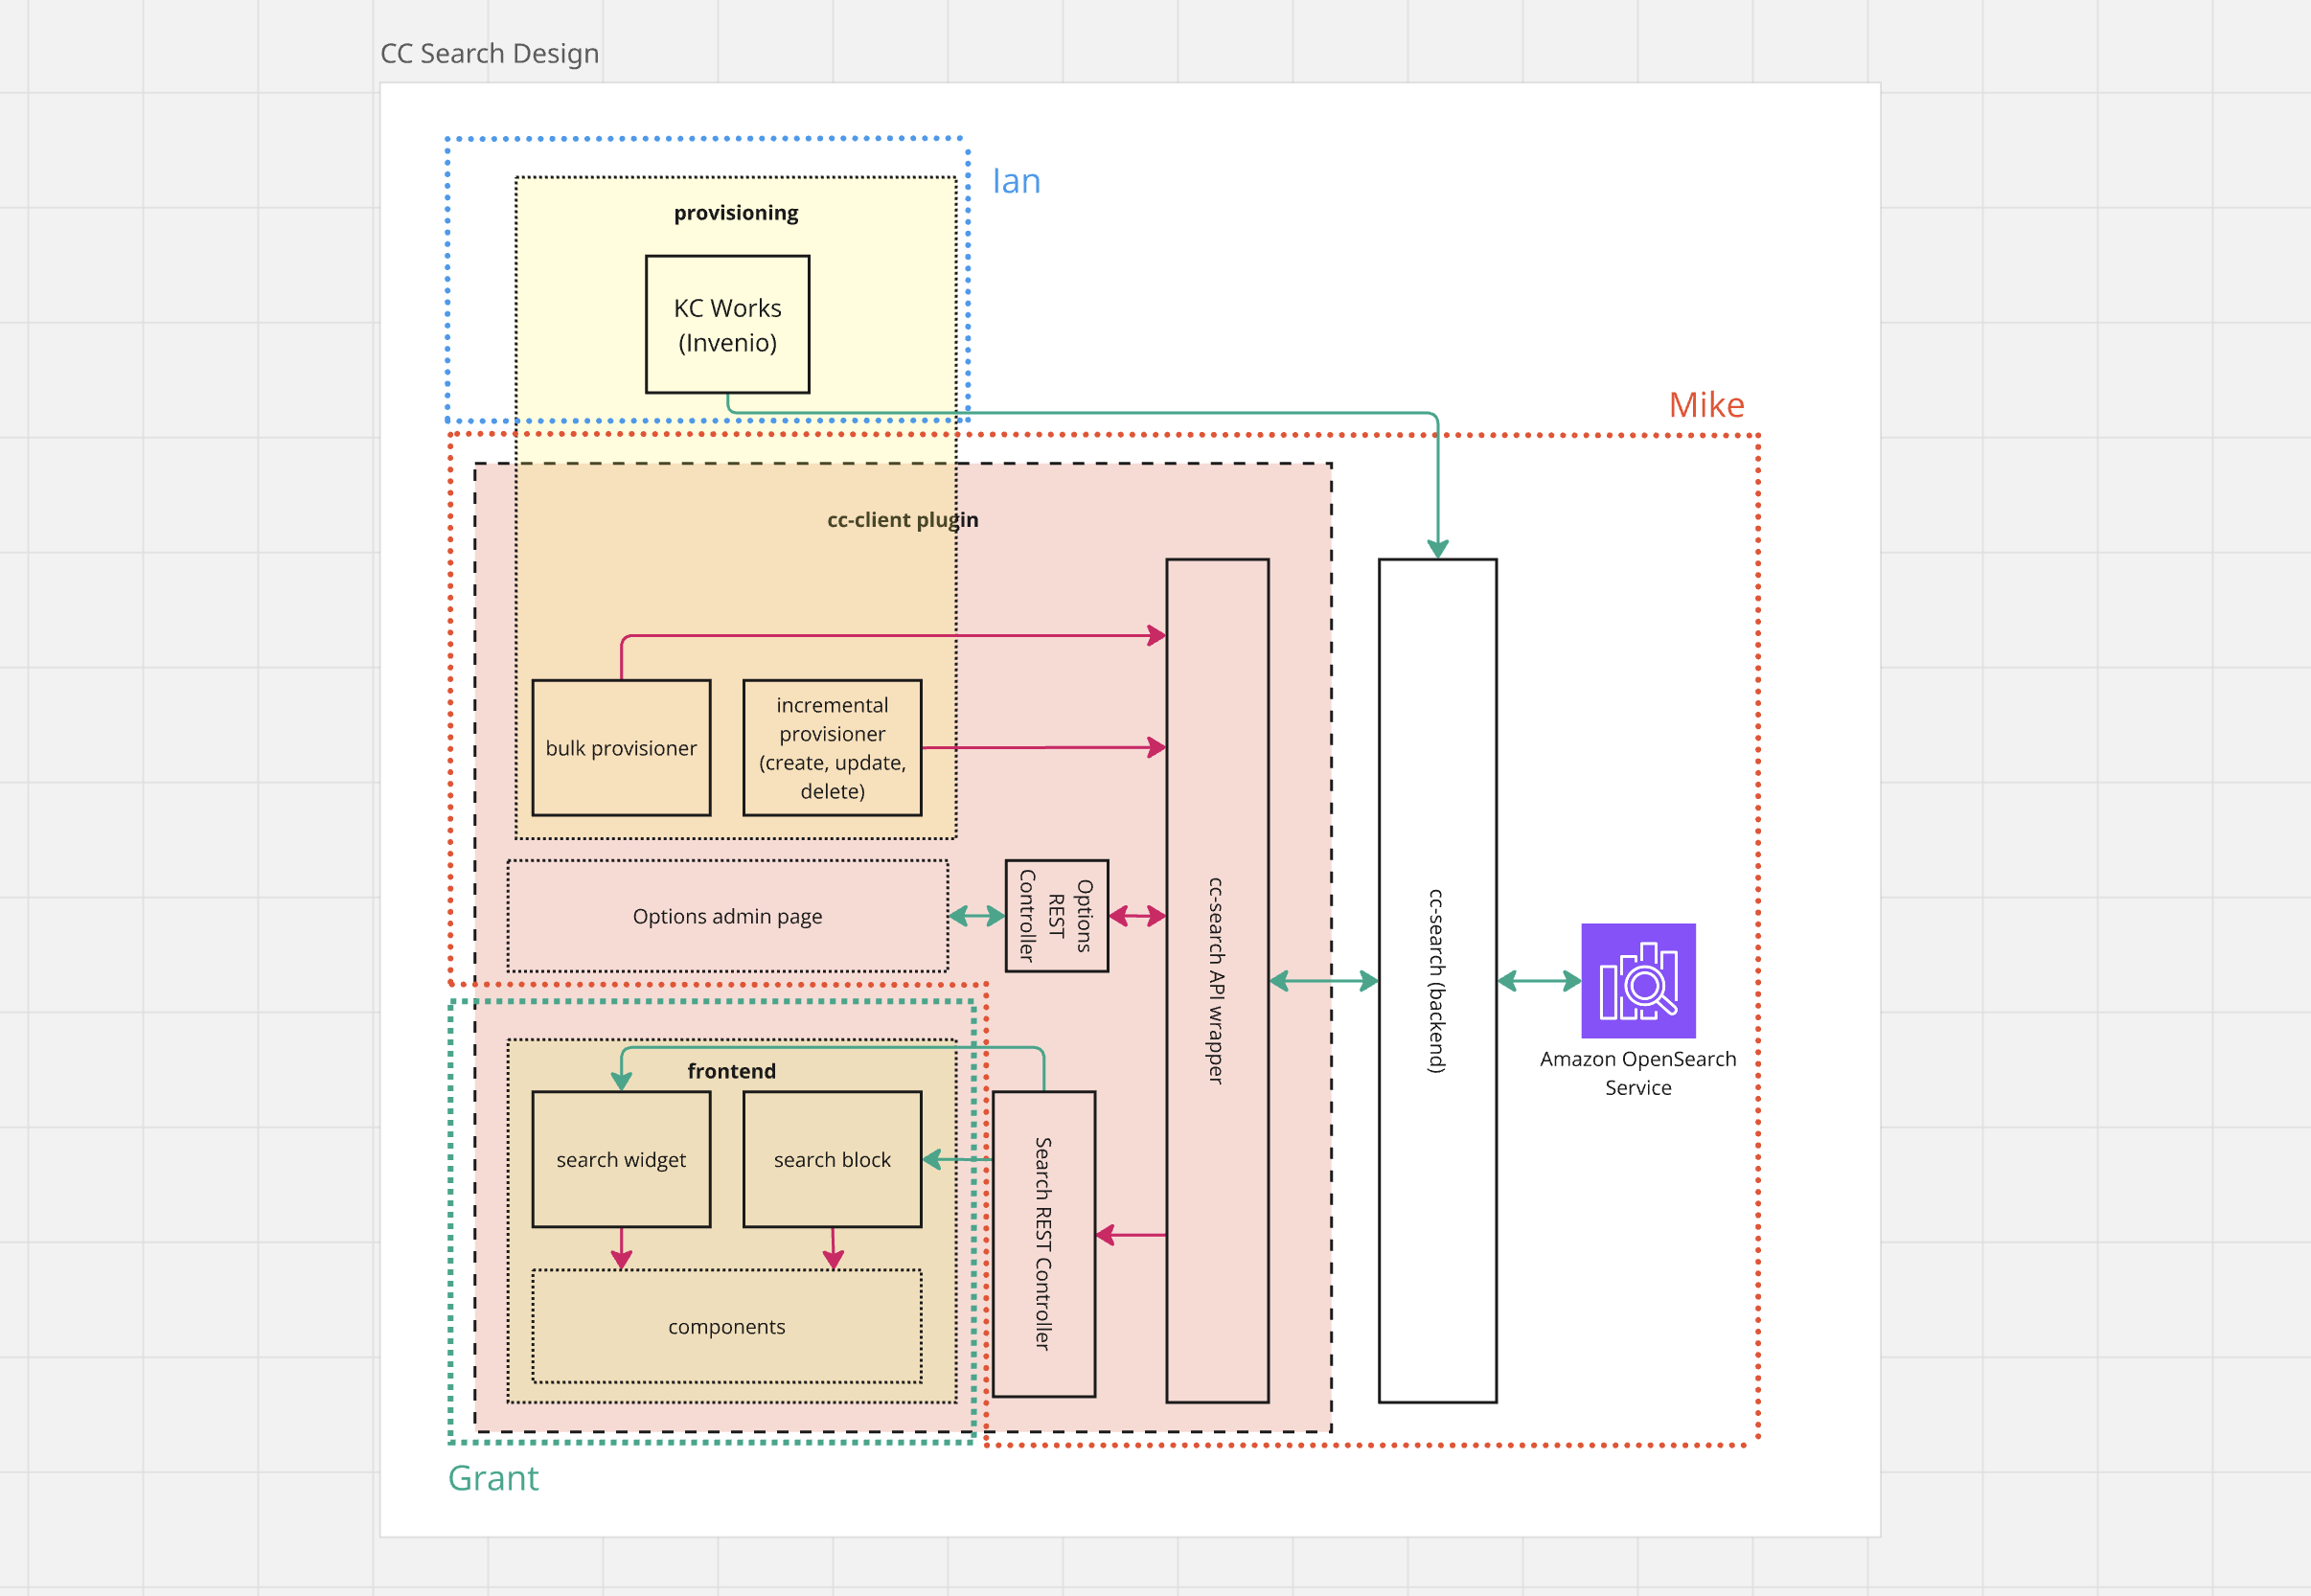 CC Search Design
Ian
provisioning
KC Works
(Invenio)
Mike
cc-client plugin
bulk provisioner
incremental
provisioner
(create, update,
delete)
Options admin page
Options
REST
Controller
cc-search API wrapper
cc-search (backend)
Amazon OpenSearch
Service
frontend
search widget
search block
Search REST Controller
components
Grant